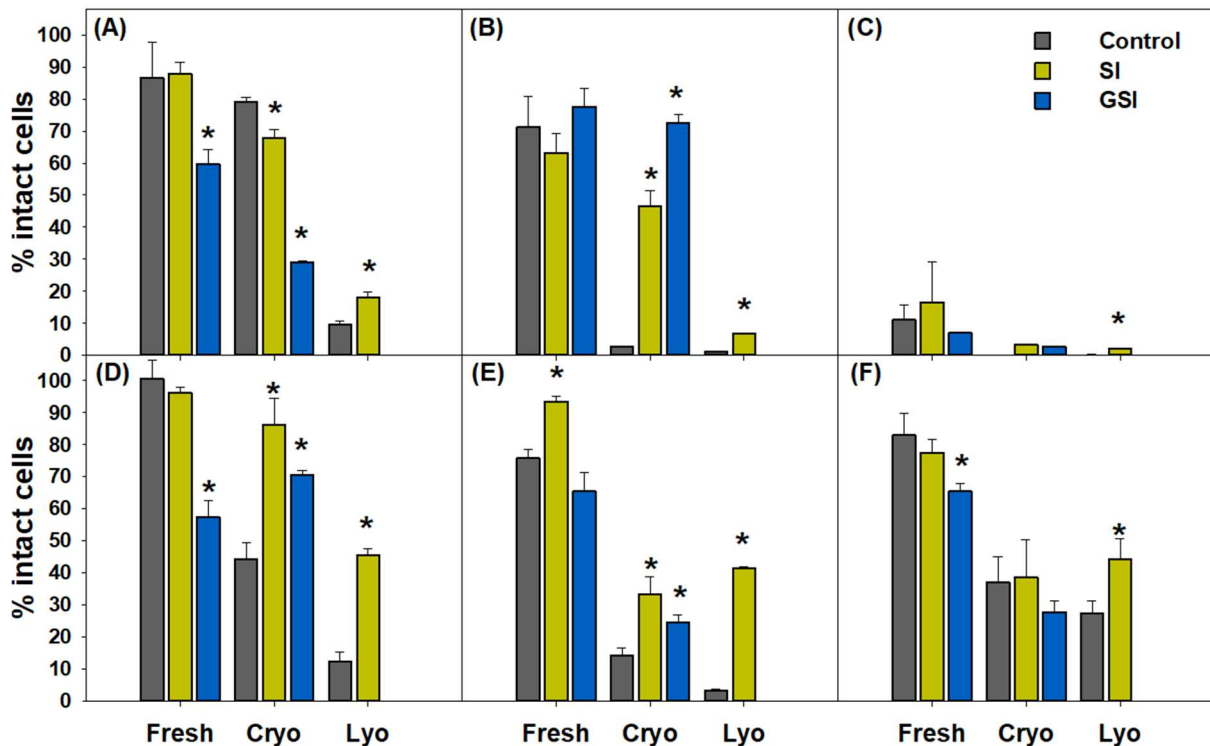 (A) (B) (C)
Control
SI
GSI
% intact cells
100
90
80
70
60
50
40
30
20
10
0
* * * *
* * *
*
(D) (E) (F)
% intact cells
100
90
80
70
60
50
40
30
20
10
0
* * * *
* * * *
* *
Fresh Cryo Lyo Fresh Cryo Lyo Fresh Cryo Lyo